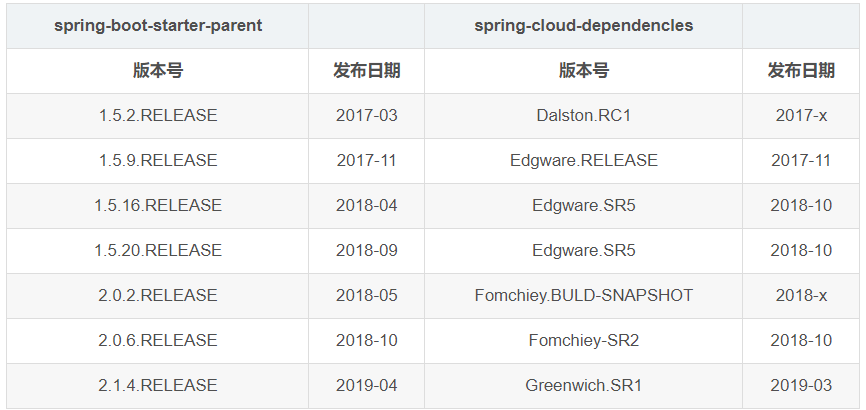 spring-boot-starter-parent spring-cloud-dependencles
版本号 发布日期 版本号 发布日期
1.5.2.RELEASE 2017-03 Dalston.RC1 2017-x
1.5.9.RELEASE 2017-11 Edgware.RELEASE 2017-11
1.5.16.RELEASE 2018-04 Edgware.SR5 2018-10
1.5.20.RELEASE 2018-09 Edgware.SR5 2018-10
2.0.2.RELEASE 2018-05 Fomchiey.BULD-SNAPSHOT 2018-x
2.0.6.RELEASE 2018-10 Fomchiey-SR2 2018-10
2.1.4.RELEASE 2019-04 Greenwich.SR1 2019-03